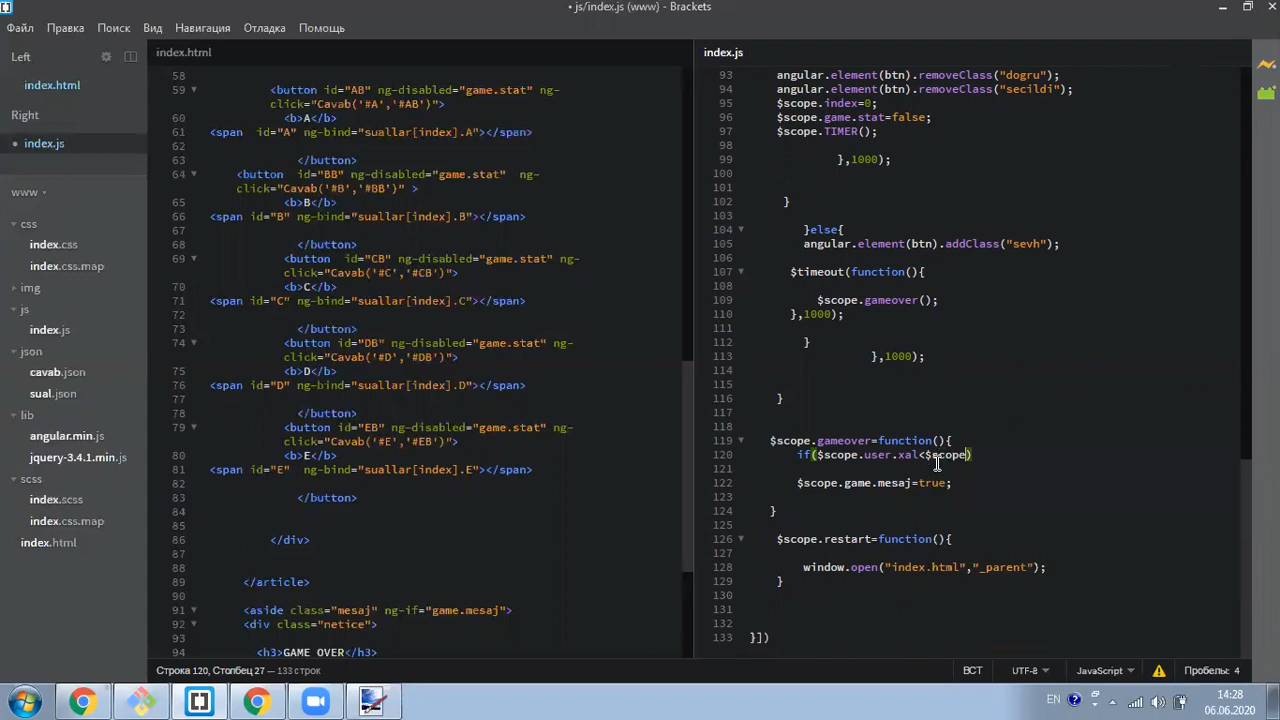 • js/index.js (www) - Brackets
Файл Правка Поиск Вид Навигация Отладка Помощь
Left
index.html
Right
• index.js
www
css
index.css
index.css.map
img
js
index.js
json
cavab.json
sual.json
lib
angular.min.js
jquery-3.4.1.min.js
scss
index.css
index.css.map
index.html
index.html
58
59 <button id="AB" ng-disabled="game.stat" ng-
click="Cavab('#A','#AB')">
60 <b>A</b>
61 <span id="A" ng-bind="suallar[index].A"></span>
62
63 </button>
64 <button id="BB" ng-disabled="game.stat" ng-
click="Cavab('#B','#BB')" >
65 <b>B</b>
66 <span id="B" ng-bind="suallar[index].B"></span>
67
68 </button>
69 <button id="CB" ng-disabled="game.stat" ng-
click="Cavab('#C','#CB')">
70 <b>C</b>
71 <span id="C" ng-bind="suallar[index].C"></span>
72
73 </button>
74 <button id="DB" ng-disabled="game.stat" ng-
click="Cavab('#D','#DB')">
75 <b>D</b>
76 <span id="D" ng-bind="suallar[index].D"></span>
77
78 </button>
79 <button id="EB" ng-disabled="game.stat" ng-
click="Cavab('#E','#EB')">
80 <b>E</b>
81 <span id="E" ng-bind="suallar[index].E"></span>
82
83 </button>
84
85
86 </div>
87
88
89 </article>
90
91 <aside class="mesaj" ng-if="game.mesaj">
92 <div class="netice">
93
94 <h3>GAME OVER</h3>
index.js
93 angular.element(btn).removeClass("dogru");
94 angular.element(btn).removeClass("secildi");
95 $scope.index=0;
96 $scope.game.stat=false;
97 $scope.TIMER();
98
99 },1000);
100
101
102 }
103
104 }else{
105 angular.element(btn).addClass("sevh");
106
107 $timeout(function(){
108
109 $scope.gameover();
110 },1000);
111
112 }
113 },1000);
114
115
116 }
117
118
119 $scope.gameover=function(){
120 if($scope.user.xal<$scope)
121
122 $scope.game.mesaj=true;
123
124 }
125
126 $scope.restart=function(){
127
128 window.open("index.html","_parent");
129 }
130
131
132
133 }])
Строка 120, Столбец 27 — 133 строк
ВСТ UTF-8 JavaScript Пробелы: 4
EN 14:28
06.06.2020